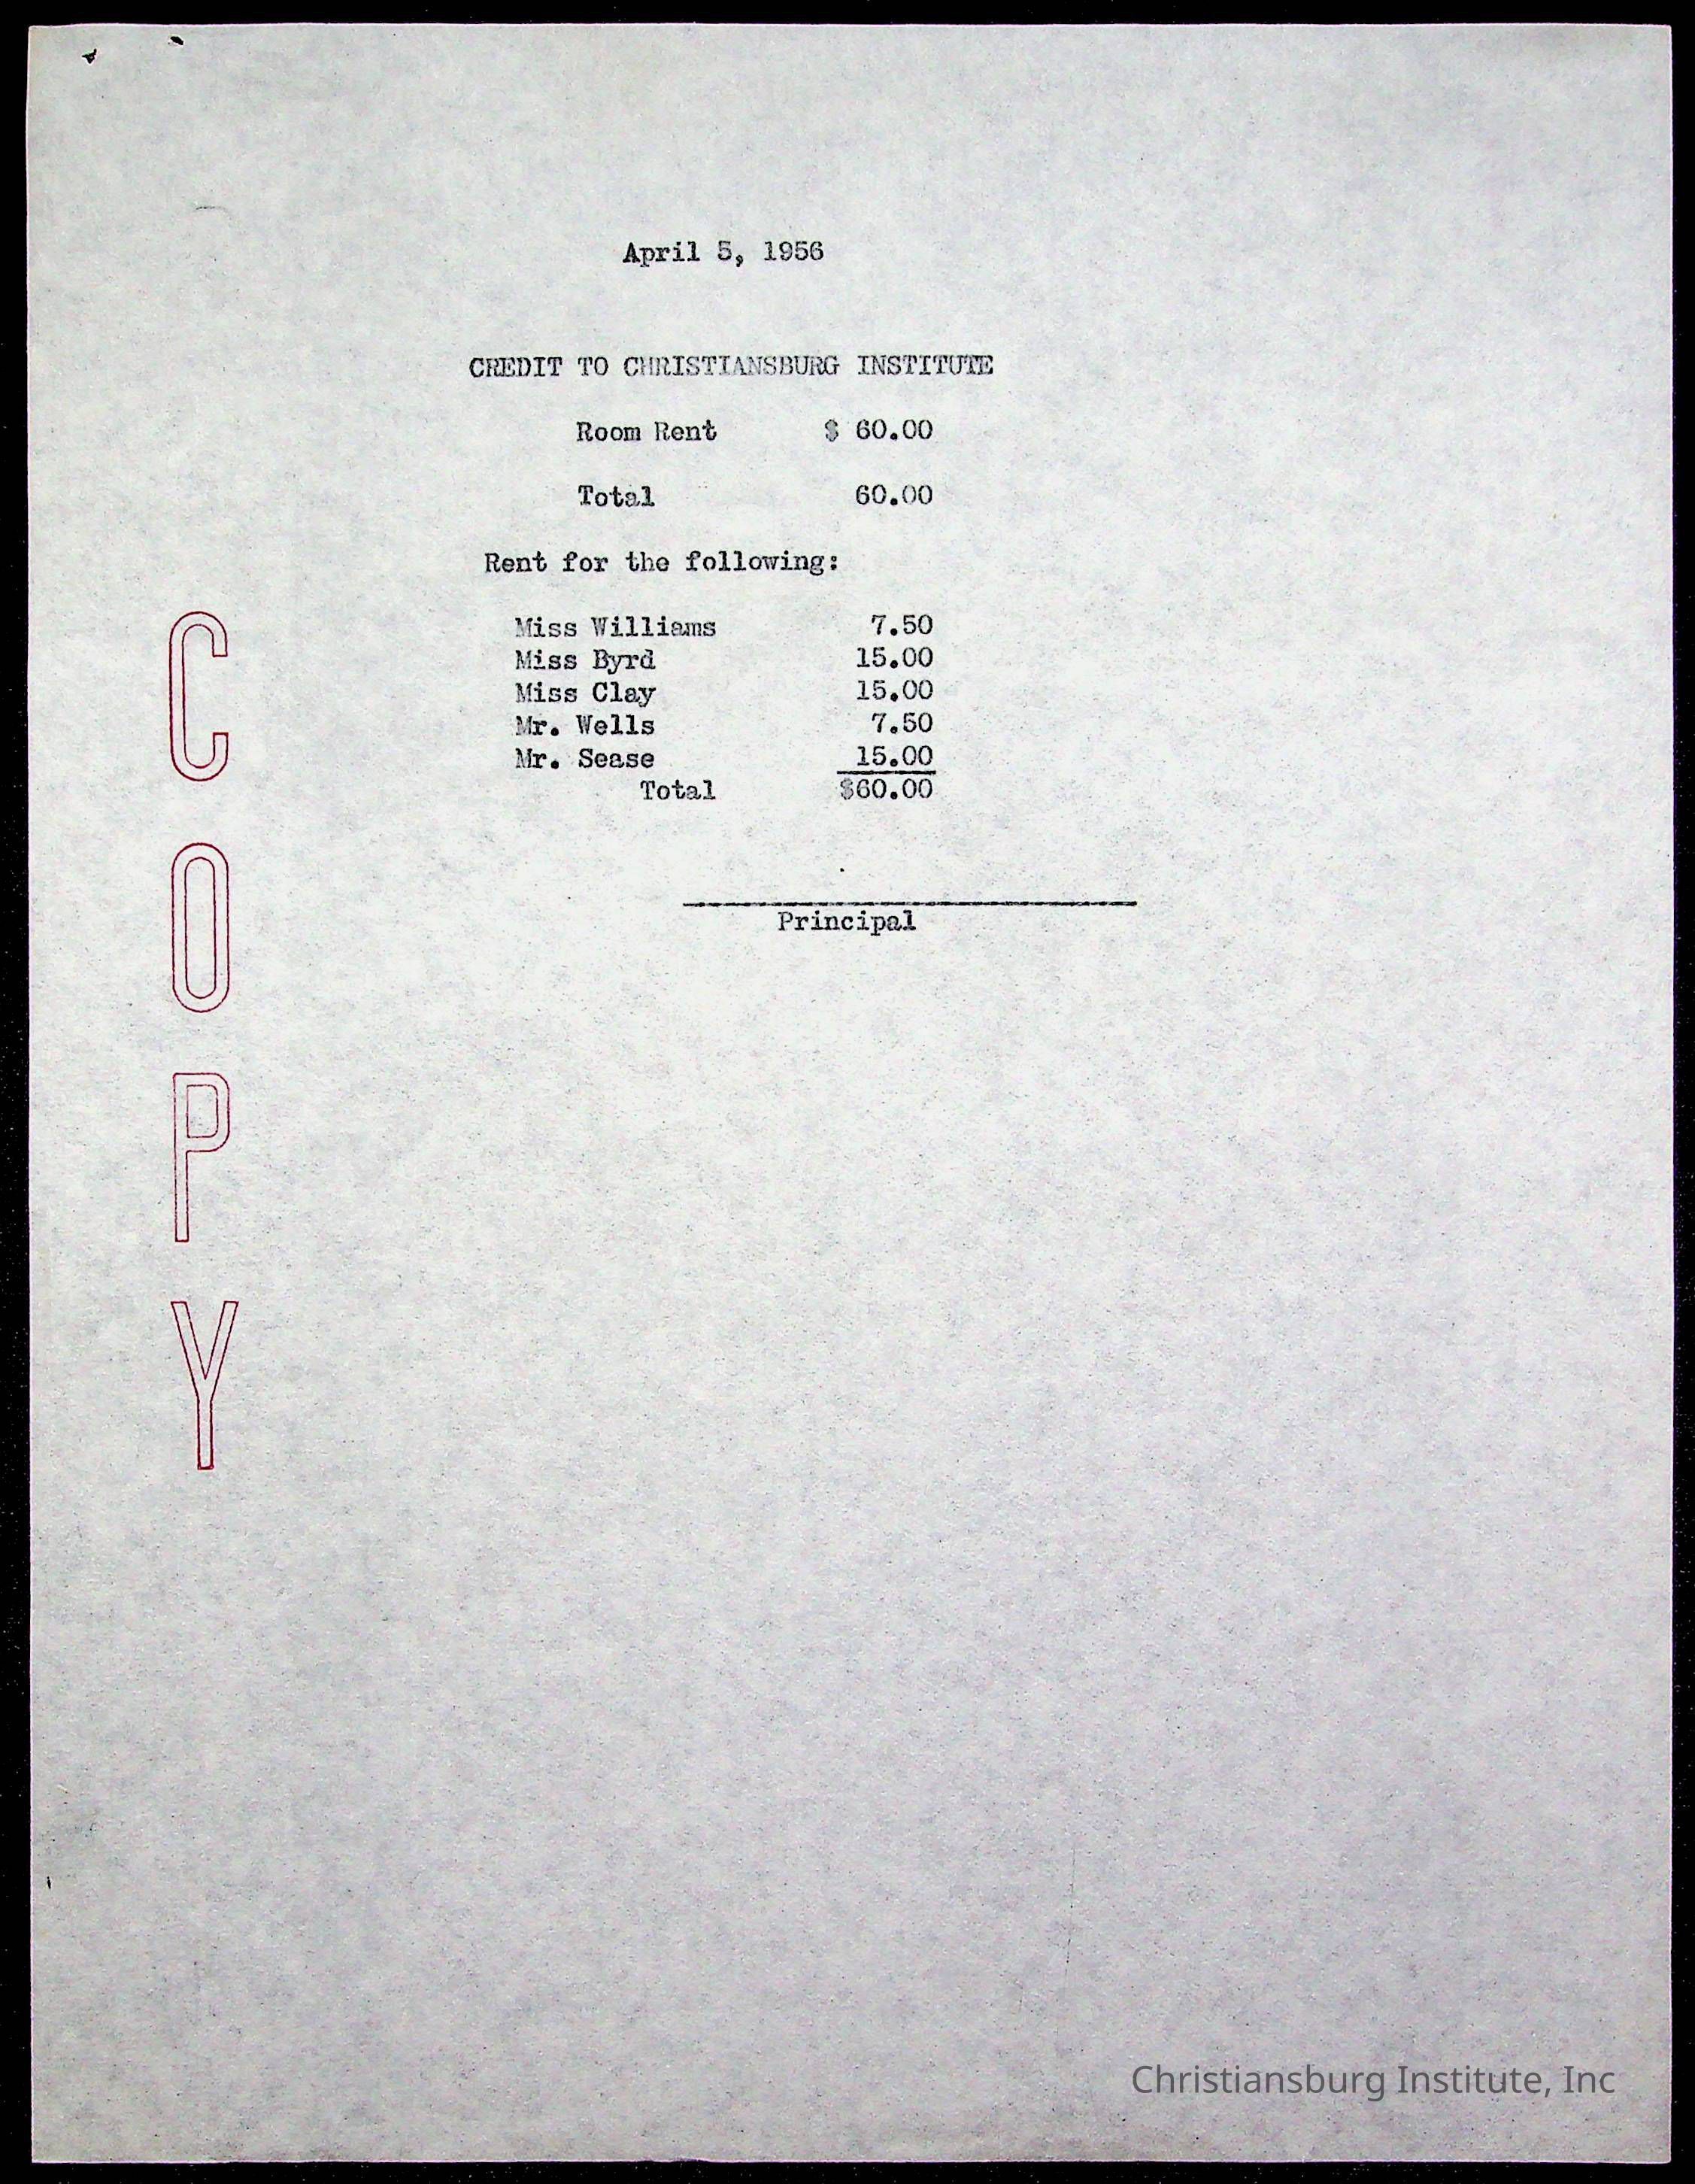 April 5, 1956
CREDIT TO CHRISTIANSBURG INSTITUTE
Room Rent $ 60.00
Total 60.00
Rent for the following:
Miss Williams 7.50
Miss Byrd 15.00
Miss Clay 15.00
Mr. Wells 7.50
Mr. Sease 15.00
Total $60.00
Principal
COPY
Christiansburg Institute, Inc